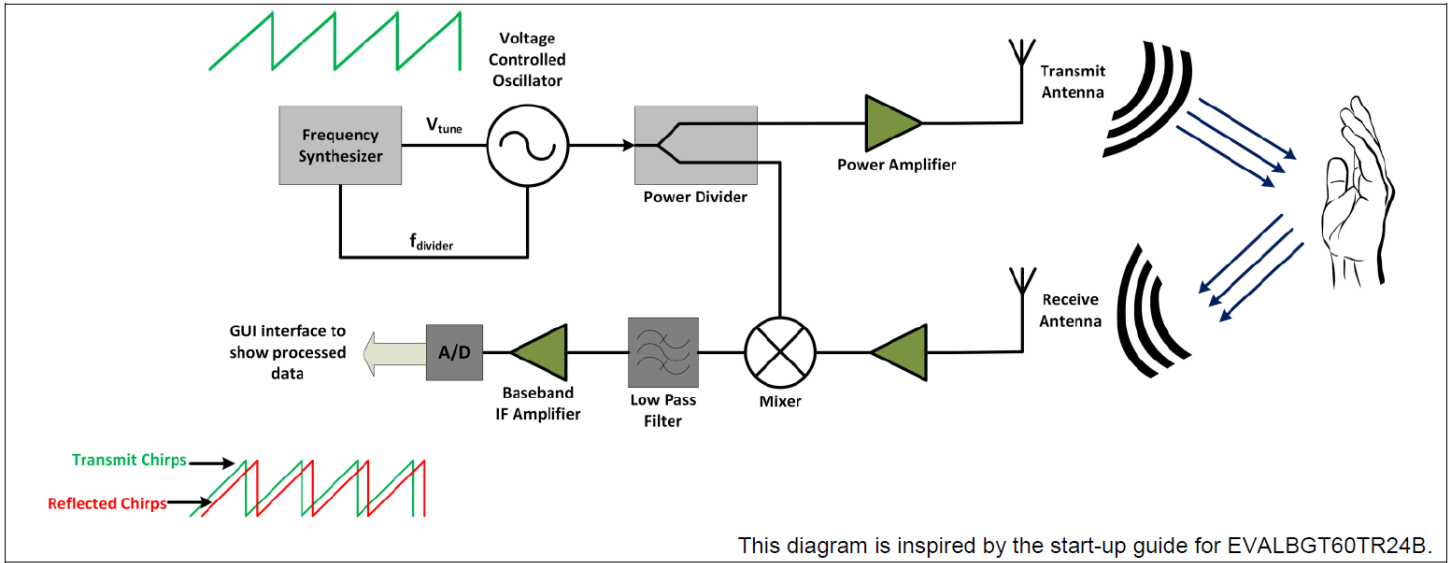 Voltage
Controlled
Oscillator
Transmit
Antenna
Frequency
Synthesizer
Vtune
Power Amplifier
Power Divider
fdivider
Receive
Antenna
GUI interface to
show processed
data
A/D
Baseband
IF Amplifier
Low Pass
Filter
Mixer
Transmit Chirps
Reflected Chirps
This diagram is inspired by the start-up guide for EVALBGT60TR24B.